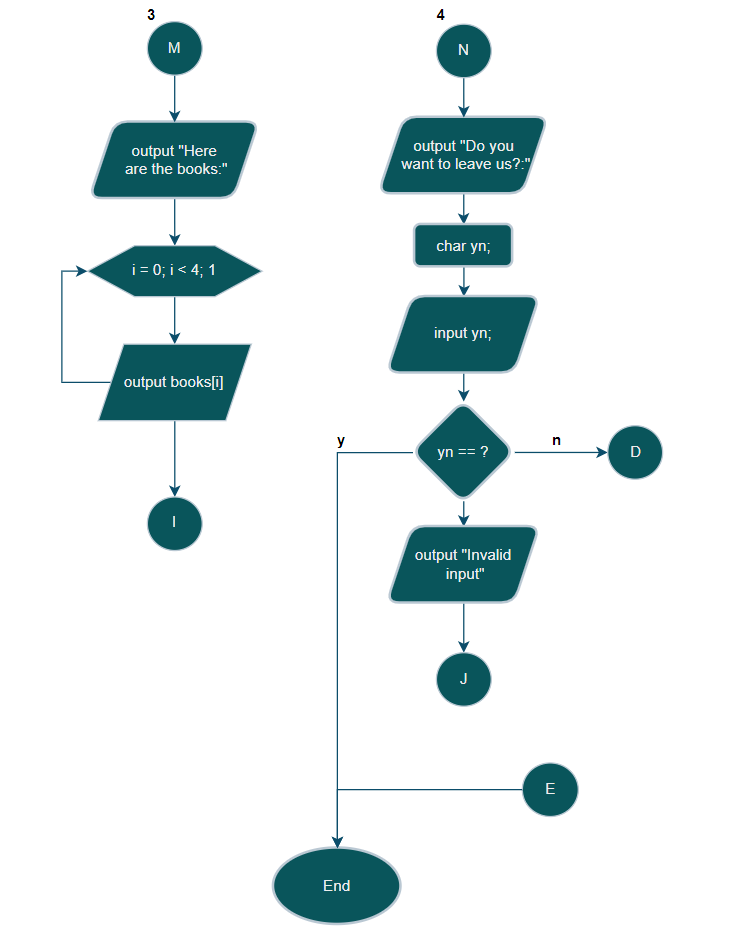 3
M
output "Here
are the books:"
i = 0; i < 4; 1
output books[i]
I
4
N
output "Do you
want to leave us?:"
char yn;
input yn;
yn == ?
y
n
D
output "Invalid
input"
J
E
End